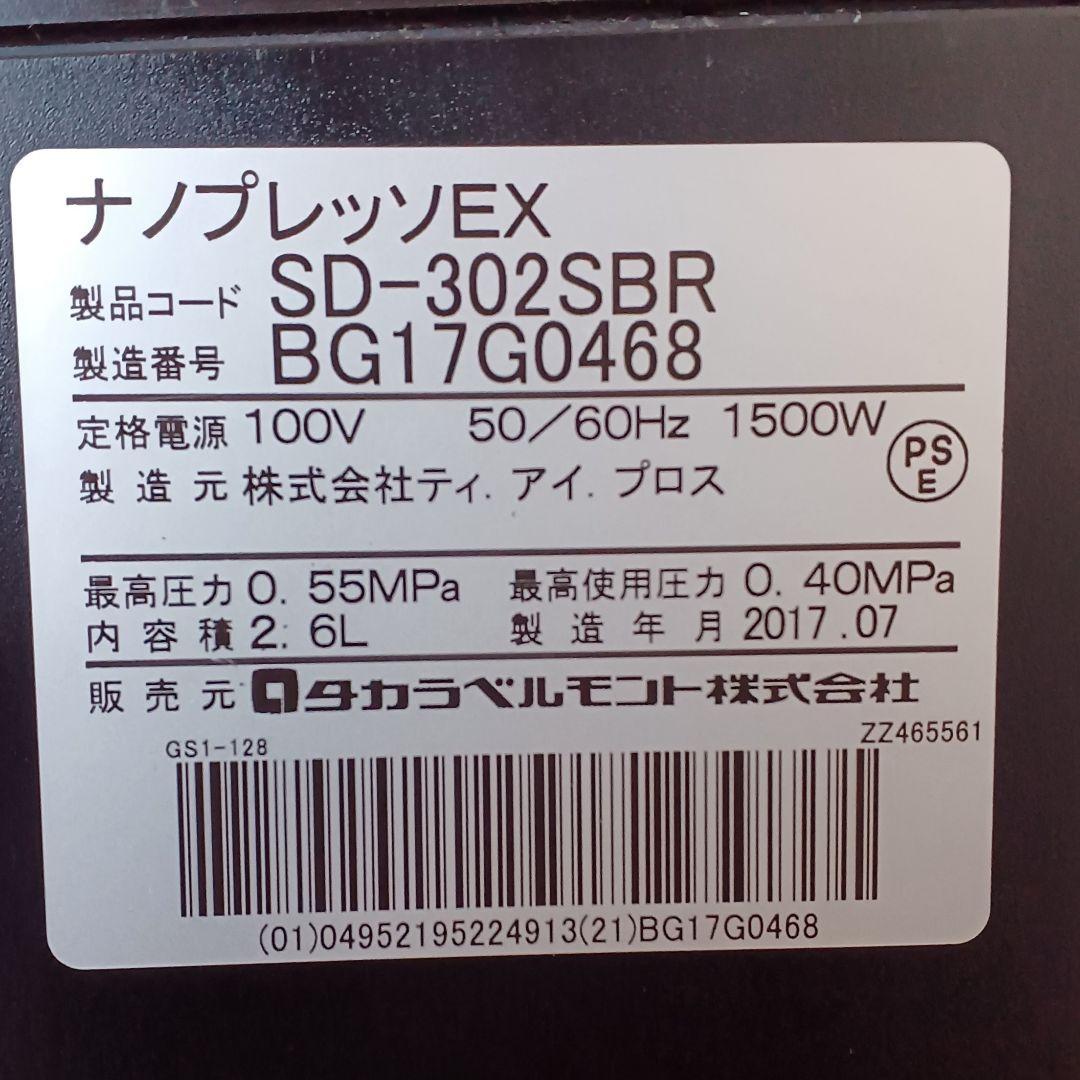 ナノプレッソEX
製品コード SD-302SBR
製造番号 BG17G0468
定格電源 100V 50/60Hz 1500W
PSE
製造元 株式会社ティ.アイ.プロス
最高圧力 0.55MPa 最高使用圧力 0.40MPa
内容積 2.6L 製造年月 2017.07
販売元 タカラベルモント株式会社
ZZ465561
GS1-128
(01)04952195224913(21)BG17G0468